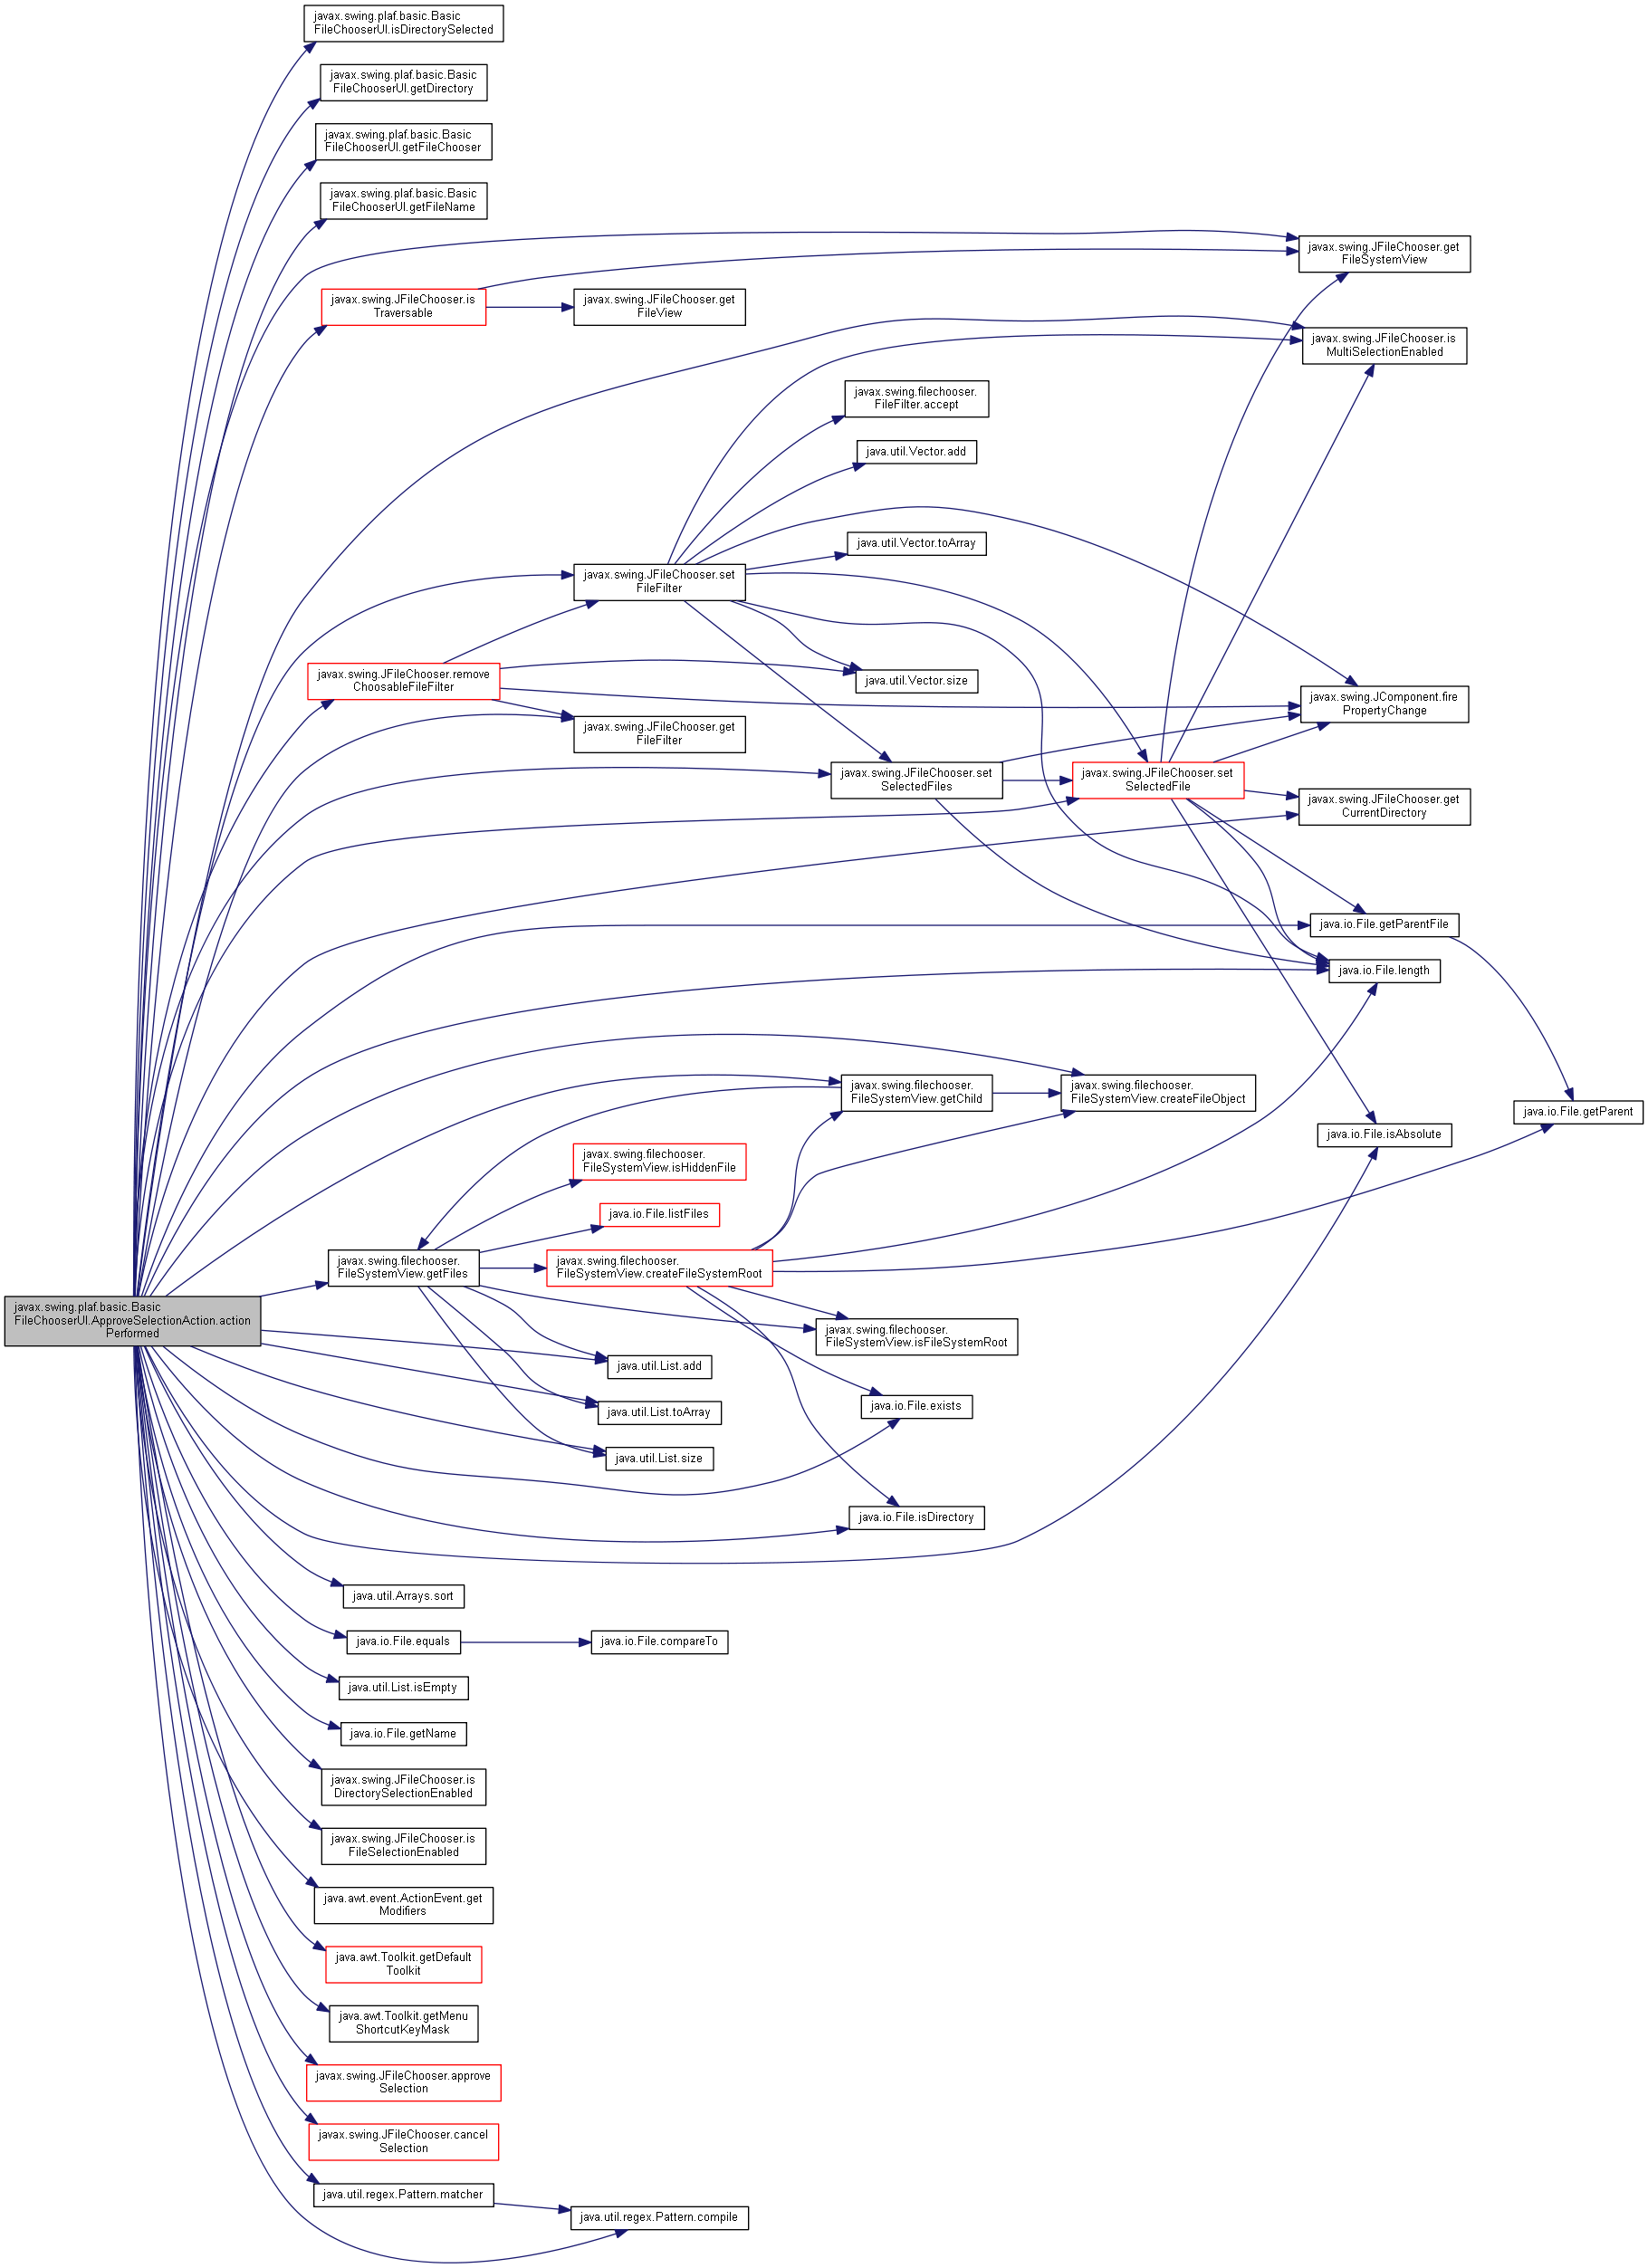 javax.swing.plaf.basic.Basic
FileChooserUI.isDirectorySelected
javax.swing.plaf.basic.Basic
FileChooserUI.getDirectory
javax.swing.plaf.basic.Basic
FileChooserUI.getFileChooser
javax.swing.plaf.basic.Basic
FileChooserUI.getFileName
javax.swing.JFileChooser.get
FileSystemView
javax.swing.JFileChooser.is
Traversable
javax.swing.JFileChooser.get
FileView
javax.swing.JFileChooser.is
MultiSelectionEnabled
javax.swing.filechooser.
FileFilter.accept
java.util.Vector.add
java.util.Vector.toArray
javax.swing.JFileChooser.set
FileFilter
javax.swing.JFileChooser.remove
ChoosableFileFilter
java.util.Vector.size
javax.swing.JComponent.fire
PropertyChange
javax.swing.JFileChooser.get
FileFilter
javax.swing.JFileChooser.set
SelectedFiles
javax.swing.JFileChooser.set
SelectedFile
javax.swing.JFileChooser.get
CurrentDirectory
java.io.File.getParentFile
java.io.File.length
javax.swing.filechooser.
FileSystemView.getChild
javax.swing.filechooser.
FileSystemView.createFileObject
java.io.File.getParent
java.io.File.isAbsolute
javax.swing.filechooser.
FileSystemView.isHiddenFile
java.io.File.listFiles
javax.swing.filechooser.
FileSystemView.getFiles
javax.swing.filechooser.
FileSystemView.createFileSystemRoot
javax.swing.plaf.basic.Basic
FileChooserUI.ApproveSelectionAction.action
Performed
javax.swing.filechooser.
FileSystemView.isFileSystemRoot
java.util.List.add
java.io.File.exists
java.util.List.toArray
java.util.List.size
java.io.File.isDirectory
java.util.Arrays.sort
java.io.File.equals
java.io.File.compareTo
java.util.List.isEmpty
java.io.File.getName
javax.swing.JFileChooser.is
DirectorySelectionEnabled
javax.swing.JFileChooser.is
FileSelectionEnabled
java.awt.event.ActionEvent.get
Modifiers
java.awt.Toolkit.getDefault
Toolkit
java.awt.Toolkit.getMenu
ShortcutKeyMask
javax.swing.JFileChooser.approve
Selection
javax.swing.JFileChooser.cancel
Selection
java.util.regex.Pattern.matcher
java.util.regex.Pattern.compile